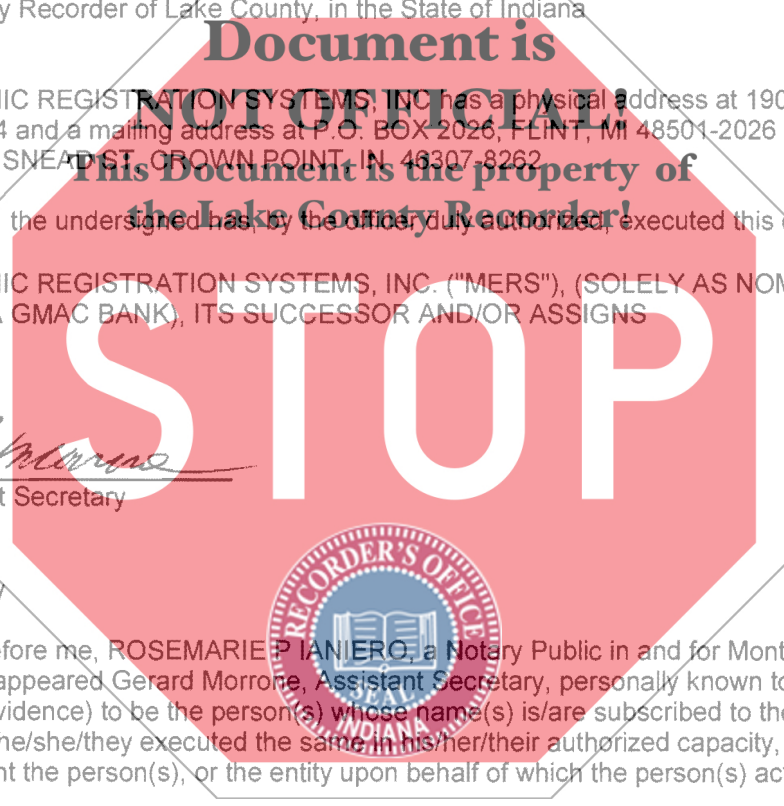 y Recorder of Lake County, in the State of Indiana
Document is
NOT OFFICIAL!
IC REGISTRATION SYSTEMS, INC has a physical address at 190
4 and a mailing address at P.O. BOX 2026, FLINT, MI 48501-2026
SNEAD ST, CROWN POINT, IN 46307-8262
This Document is the property of
the Lake County Recorder!
the undersigned has, by the officer duly authorized, executed this
IC REGISTRATION SYSTEMS, INC. ("MERS"), (SOLELY AS NOM
GMAC BANK), ITS SUCCESSOR AND/OR ASSIGNS
STOP
Morrone
t Secretary
RECORDER'S OFFICE
SEAL
INDIANA
efore me, ROSEMARIE P IANIERO, a Notary Public in and for Mont
appeared Gerard Morrone, Assistant Secretary, personally known to
vidence) to be the person(s) whose name(s) is/are subscribed to the
he/she/they executed the same in his/her/their authorized capacity,
nt the person(s), or the entity upon behalf of which the person(s) ac